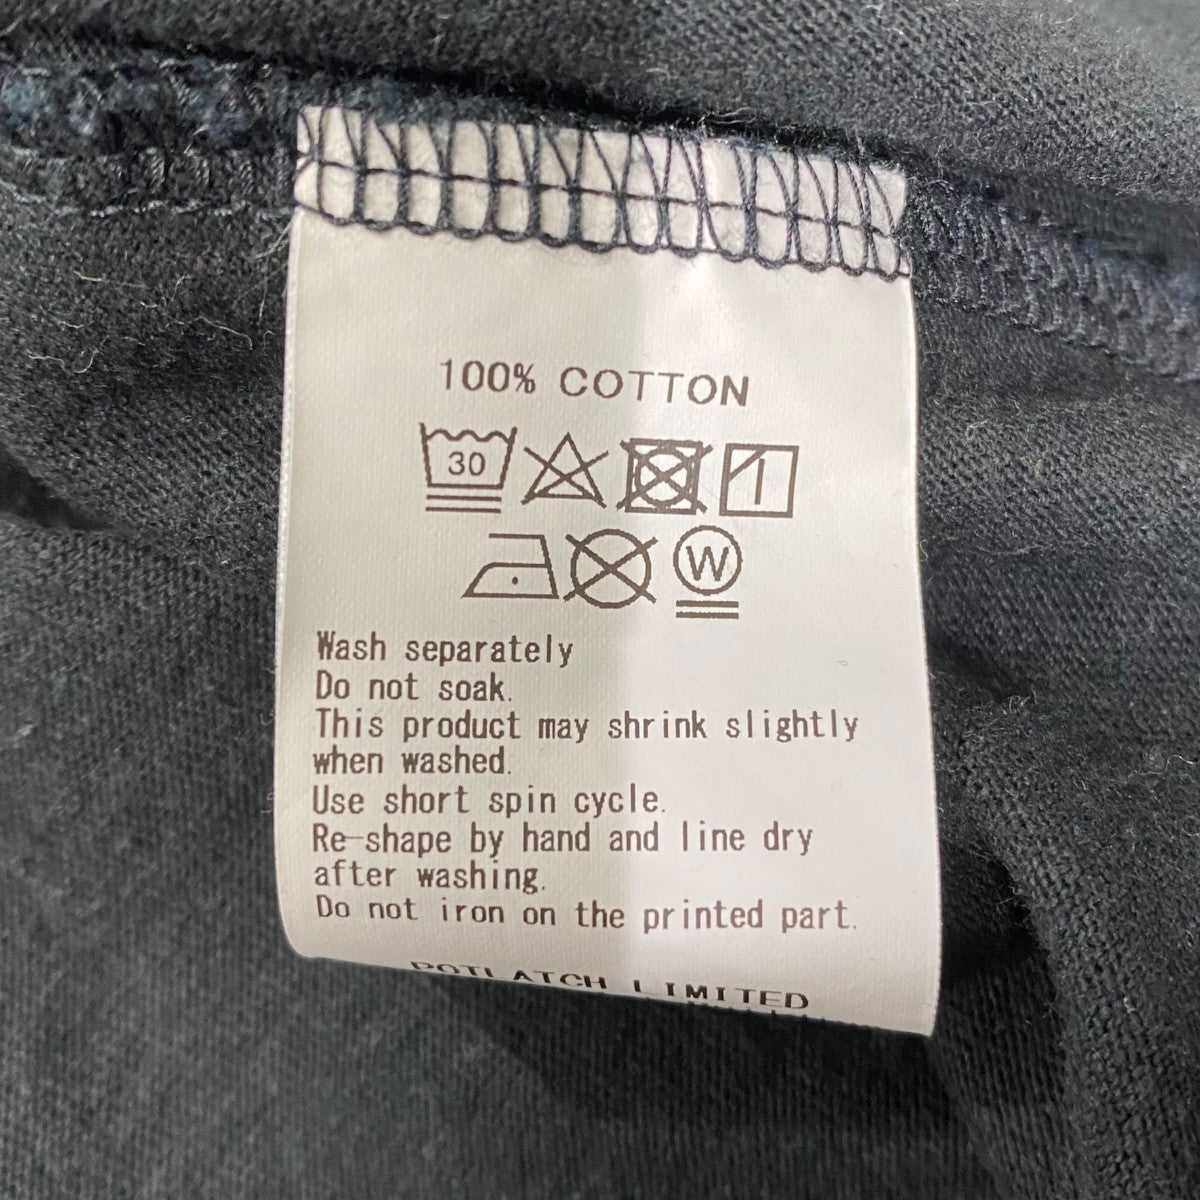 100% COTTON
30
W
Wash separately
Do not soak.
This product may shrink slightly
when washed.
Use short spin cycle.
Re-shape by hand and line dry
after washing.
Do not iron on the printed part.
POTLATCH LIMITED